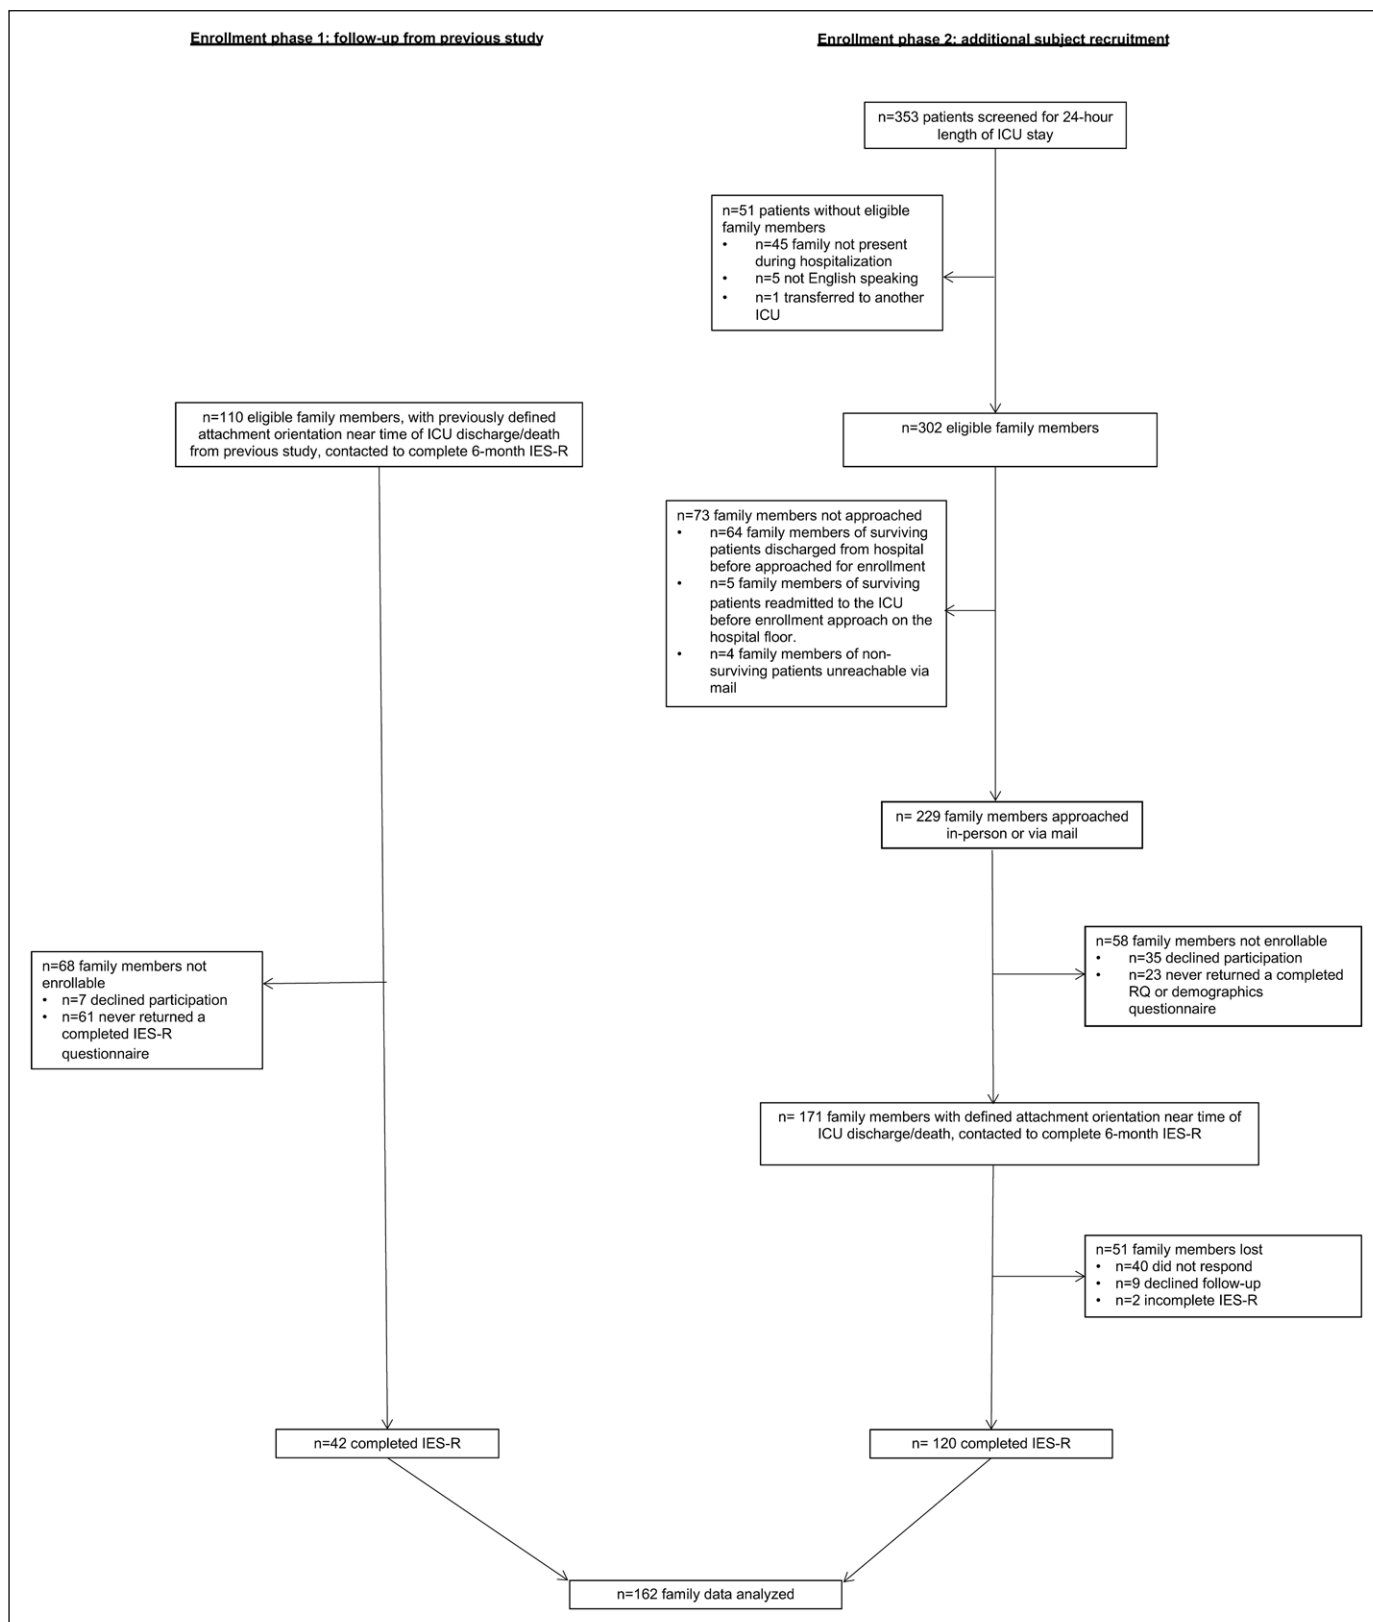 Enrollment phase 1: follow-up from previous study
Enrollment phase 2: additional subject recruitment
n=353 patients screened for 24-hour
length of ICU stay
n=51 patients without eligible
family members
• n=45 family not present
during hospitalization
• n=5 not English speaking
• n=1 transferred to another
ICU
n=110 eligible family members, with previously defined
attachment orientation near time of ICU discharge/death
from previous study, contacted to complete 6-month IES-R
n=302 eligible family members
n=73 family members not approached
• n=64 family members of surviving
patients discharged from hospital
before approached for enrollment
• n=5 family members of surviving
patients readmitted to the ICU
before enrollment approach on the
hospital floor.
• n=4 family members of non-
surviving patients unreachable via
mail
n= 229 family members approached
in-person or via mail
n=68 family members not
enrollable
• n=7 declined participation
• n=61 never returned a
completed IES-R
questionnaire
n=58 family members not enrollable
• n=35 declined participation
• n=23 never returned a completed
RQ or demographics
questionnaire
n= 171 family members with defined attachment orientation near time of
ICU discharge/death, contacted to complete 6-month IES-R
n=51 family members lost
• n=40 did not respond
• n=9 declined follow-up
• n=2 incomplete IES-R
n=42 completed IES-R
n= 120 completed IES-R
n=162 family data analyzed